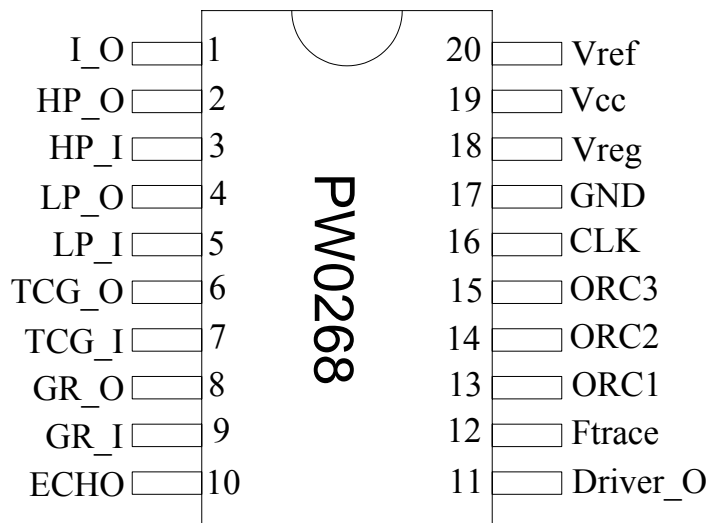 I_O 1 20 Vref
HP_O 2 19 Vcc
HP_I 3 18 Vreg
LP_O 4 17 GND
LP_I 5 16 CLK
TCG_O 6 15 ORC3
TCG_I 7 14 ORC2
GR_O 8 13 ORC1
GR_I 9 12 Ftrace
ECHO 10 11 Driver_O
PW0268